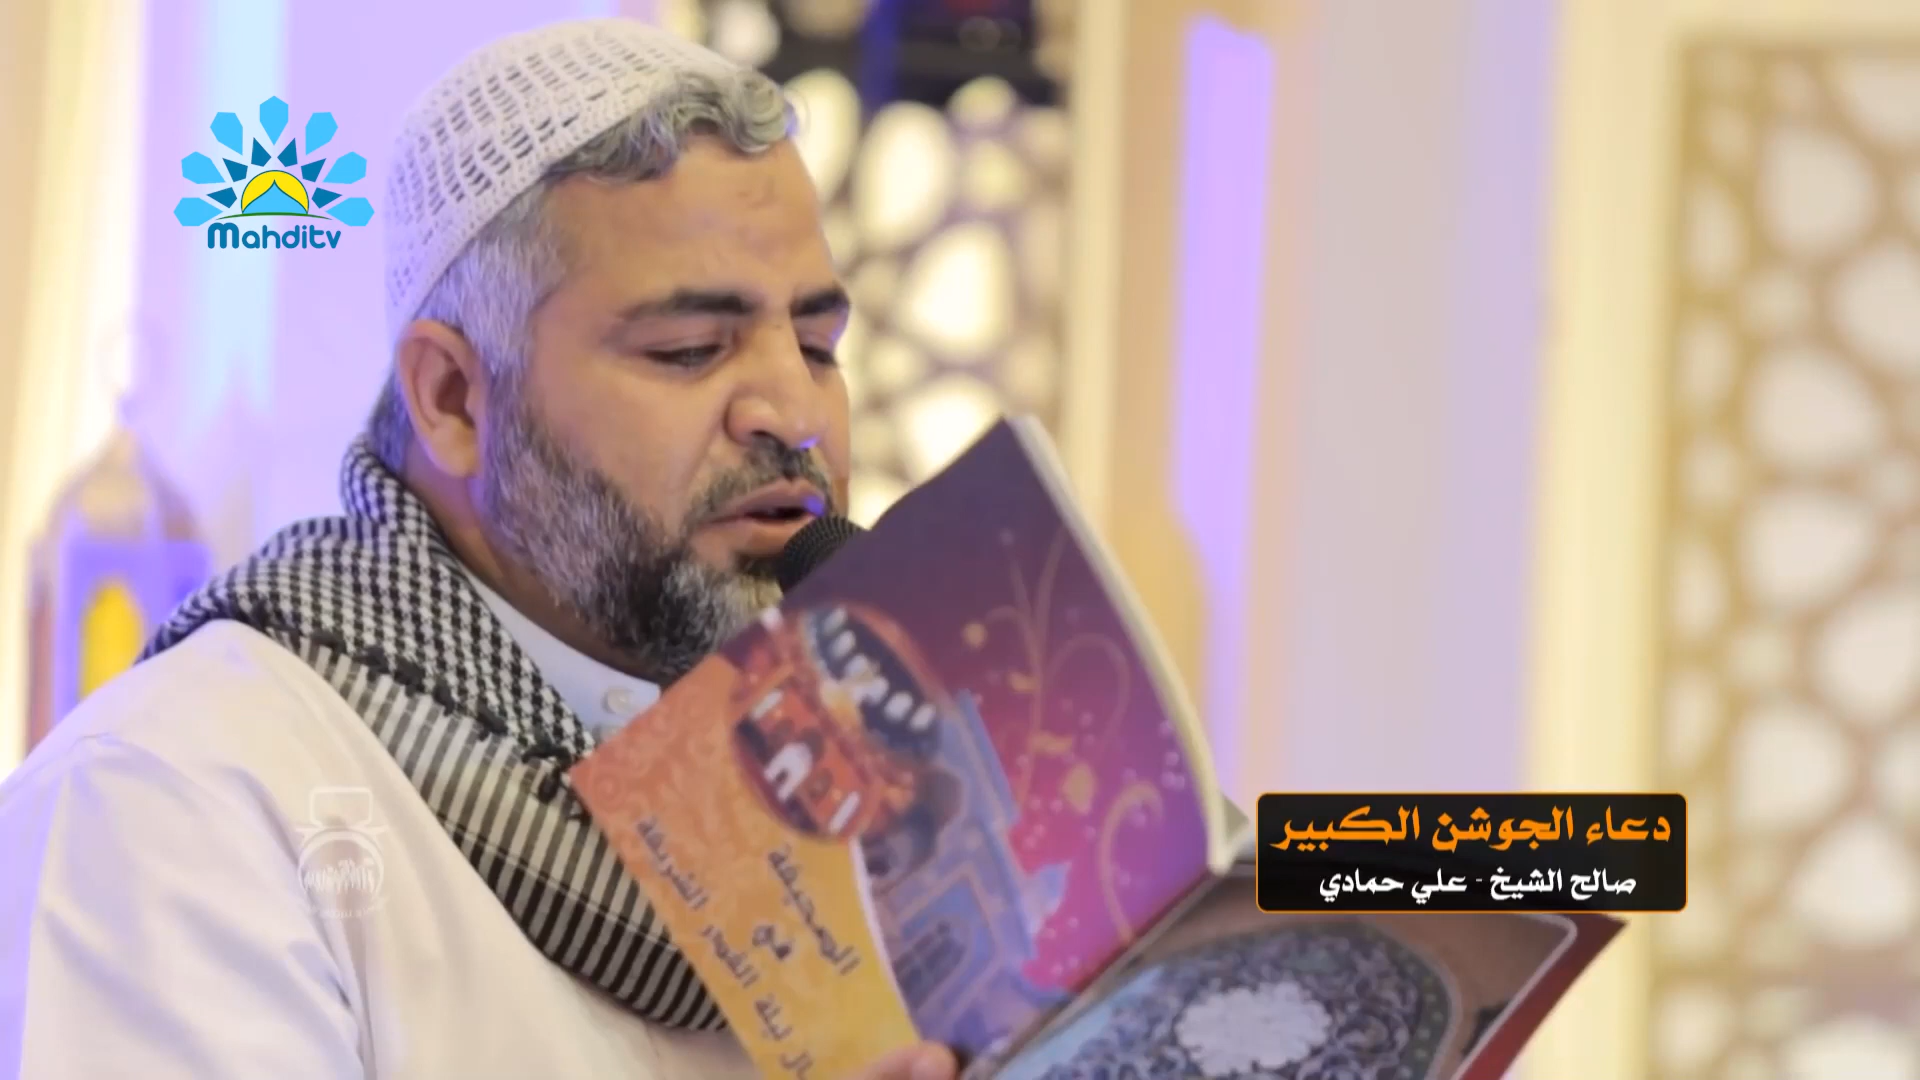 Mahditv
دعاء الجوشن الكبير
صالح الشيخ - علي حمادي
الصحيفة
في
ليلة القدر الشريفة